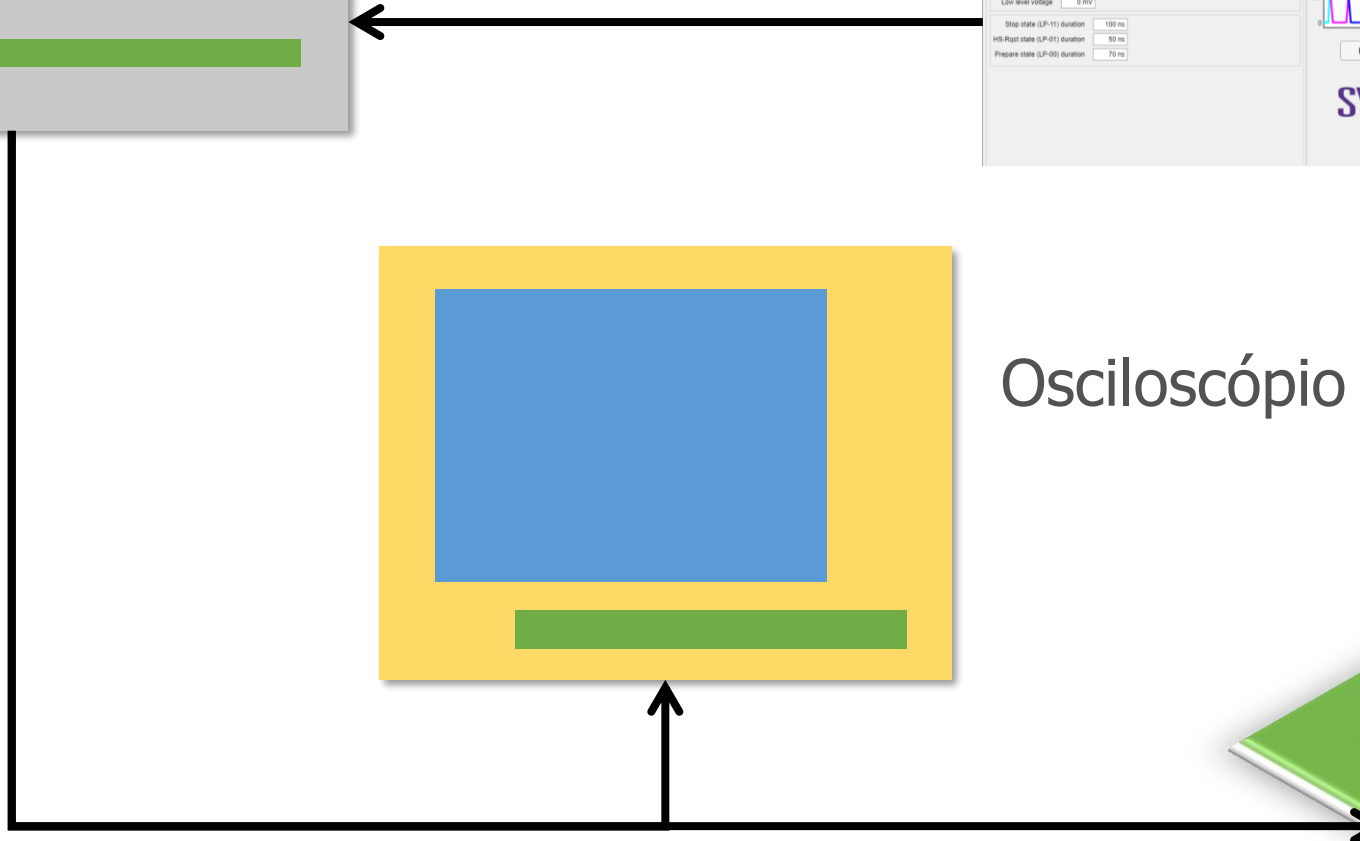 Low level voltage 0 mV
Stop state (LP-11) duration 100 ns
HS-Rqst state (LP-01) duration 50 ns
Prepare state (LP-00) duration 70 ns
0
Osciloscópio